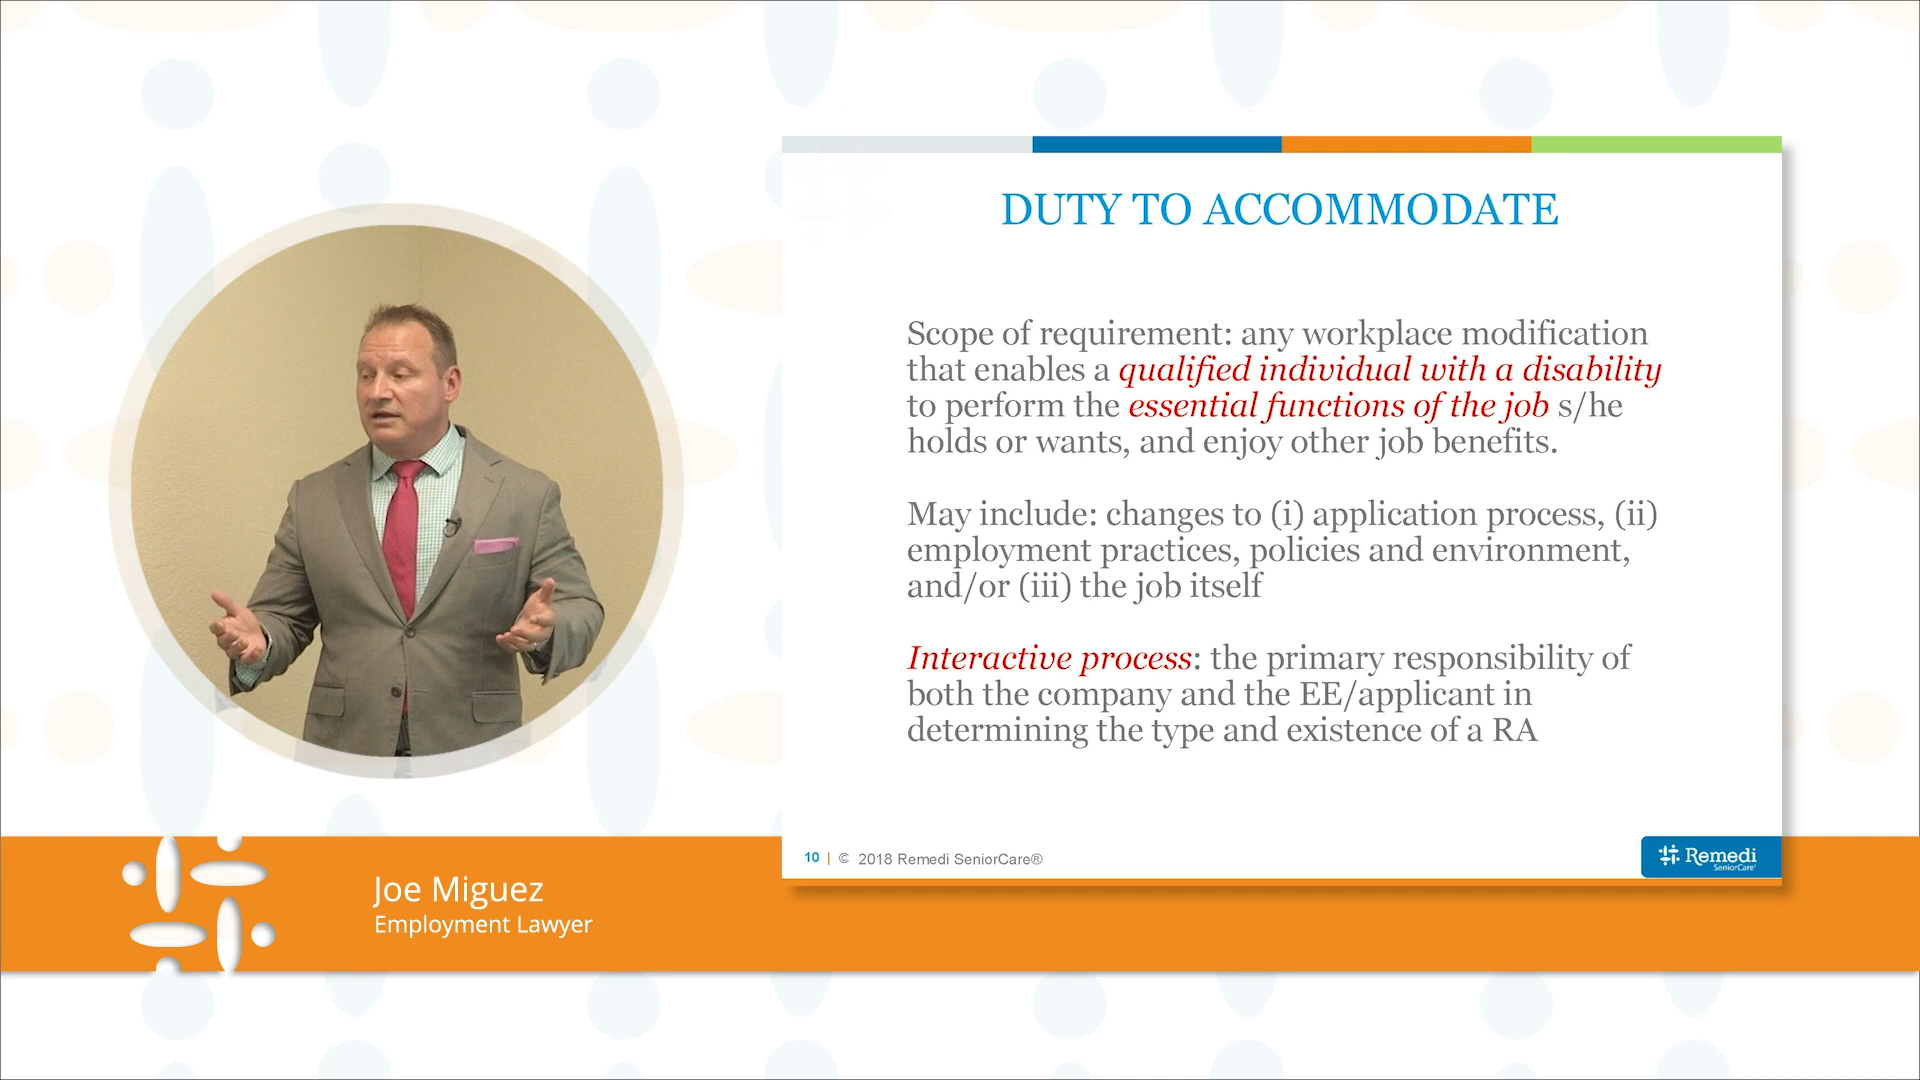 DUTY TO ACCOMMODATE
Scope of requirement: any workplace modification
that enables a qualified individual with a disability
to perform the essential functions of the job s/he
holds or wants, and enjoy other job benefits.
May include: changes to (i) application process, (ii)
employment practices, policies and environment,
and/or (iii) the job itself
Interactive process: the primary responsibility of
both the company and the EE/applicant in
determining the type and existence of a RA
10 | © 2018 Remedi SeniorCare®
Remedi
SeniorCare®
Joe Miguez
Employment Lawyer